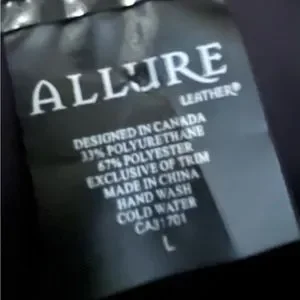 ALLURE
LEATHER®
DESIGNED IN CANADA
33% POLYURETHANE
67% POLYESTER
EXCLUSIVE OF TRIM
MADE IN CHINA
HAND WASH
COLD WATER
CA31701
L